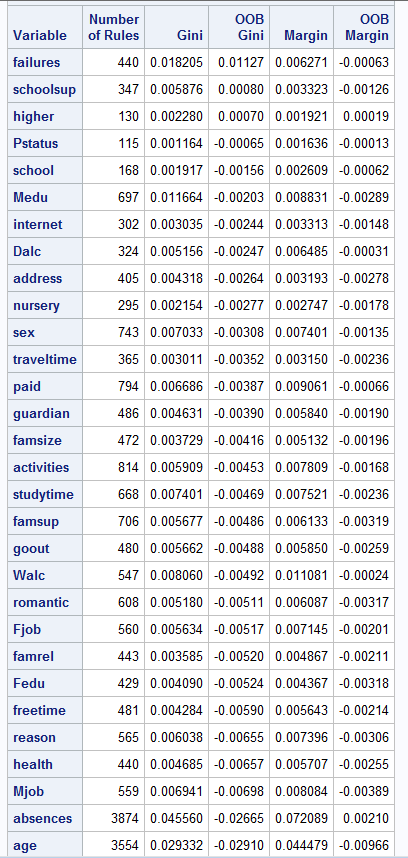 Variable Number of Rules Gini OOB Gini Margin OOB Margin
failures 440 0.018205 0.01127 0.006271 -0.00063
schoolsup 347 0.005876 0.00080 0.003323 -0.00126
higher 130 0.002280 0.00070 0.001921 0.00019
Pstatus 115 0.001164 -0.00065 0.001636 -0.00013
school 168 0.001917 -0.00156 0.002609 -0.00062
Medu 697 0.011664 -0.00203 0.008831 -0.00289
internet 302 0.003035 -0.00244 0.003313 -0.00148
Dalc 324 0.005156 -0.00247 0.006485 -0.00031
address 405 0.004318 -0.00264 0.003193 -0.00278
nursery 295 0.002154 -0.00277 0.002747 -0.00178
sex 743 0.007033 -0.00308 0.007401 -0.00135
traveltime 365 0.003011 -0.00352 0.003150 -0.00236
paid 794 0.006686 -0.00387 0.009061 -0.00066
guardian 486 0.004631 -0.00390 0.005840 -0.00190
famsize 472 0.003729 -0.00416 0.005132 -0.00196
activities 814 0.005909 -0.00453 0.007809 -0.00168
studytime 668 0.007401 -0.00469 0.007521 -0.00236
famsup 706 0.005677 -0.00486 0.006133 -0.00319
goout 480 0.005662 -0.00488 0.005850 -0.00259
Walc 547 0.008060 -0.00492 0.011081 -0.00024
romantic 608 0.005180 -0.00511 0.006087 -0.00317
Fjob 560 0.005634 -0.00517 0.007145 -0.00201
famrel 443 0.003585 -0.00520 0.004867 -0.00211
Fedu 429 0.004090 -0.00524 0.004367 -0.00318
freetime 481 0.004284 -0.00590 0.005643 -0.00214
reason 565 0.006038 -0.00655 0.007396 -0.00306
health 440 0.004685 -0.00657 0.005707 -0.00255
Mjob 559 0.006941 -0.00698 0.008084 -0.00389
absences 3874 0.045560 -0.02665 0.072089 0.00210
age 3554 0.029332 -0.02910 0.044479 -0.00966